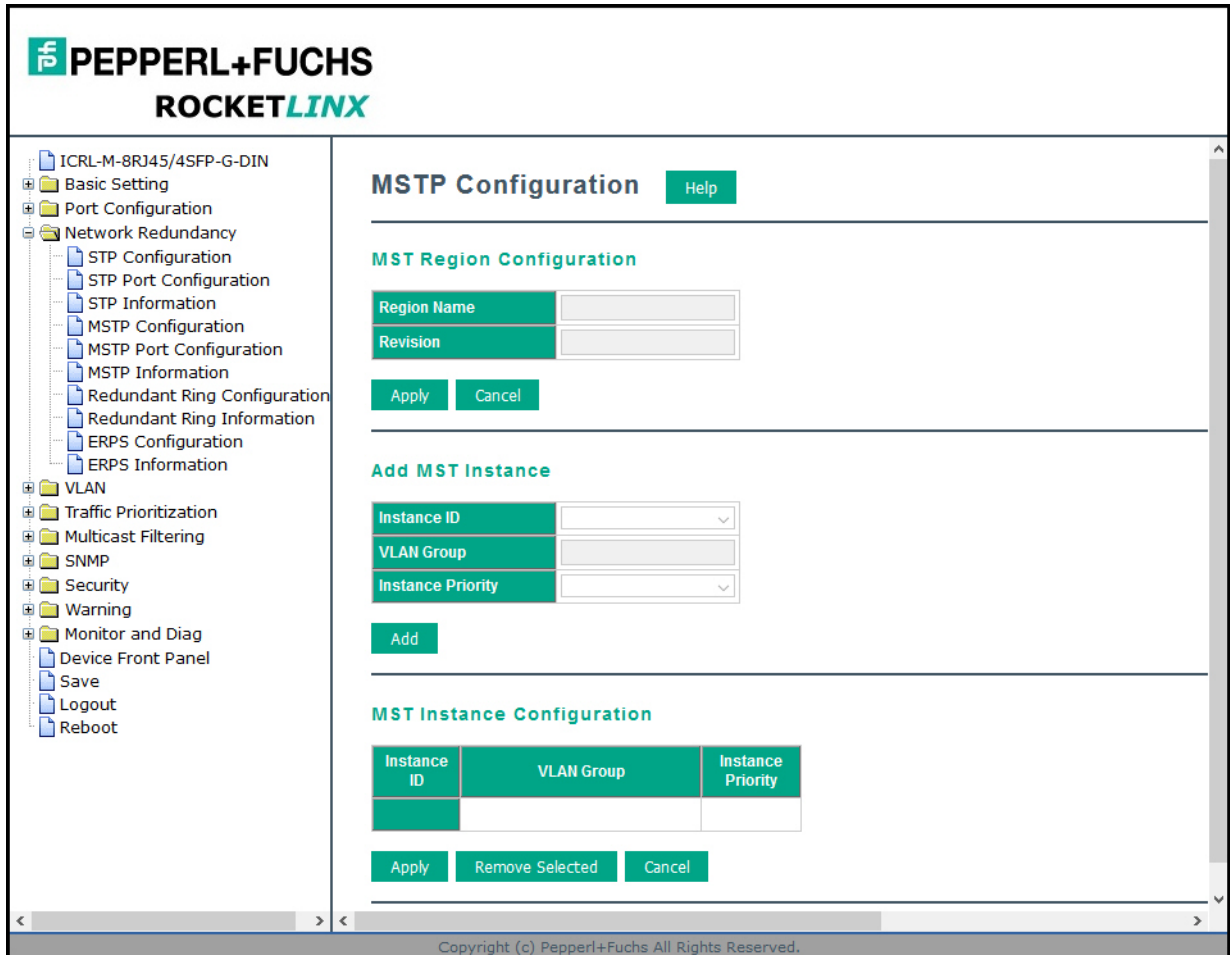 PEPPERL+FUCHS
ROCKETLINX
ICRL-M-8RJ45/4SFP-G-DIN
Basic Setting
Port Configuration
Network Redundancy
STP Configuration
STP Port Configuration
STP Information
MSTP Configuration
MSTP Port Configuration
MSTP Information
Redundant Ring Configuration
Redundant Ring Information
ERPS Configuration
ERPS Information
VLAN
Traffic Prioritization
Multicast Filtering
SNMP
Security
Warning
Monitor and Diag
Device Front Panel
Save
Logout
Reboot
MSTP Configuration Help
MST Region Configuration
Region Name
Revision
Apply Cancel
Add MST Instance
Instance ID
VLAN Group
Instance Priority
Add
MST Instance Configuration
Instance ID VLAN Group Instance Priority
Apply Remove Selected Cancel
Copyright (c) Pepperl+Fuchs All Rights Reserved.